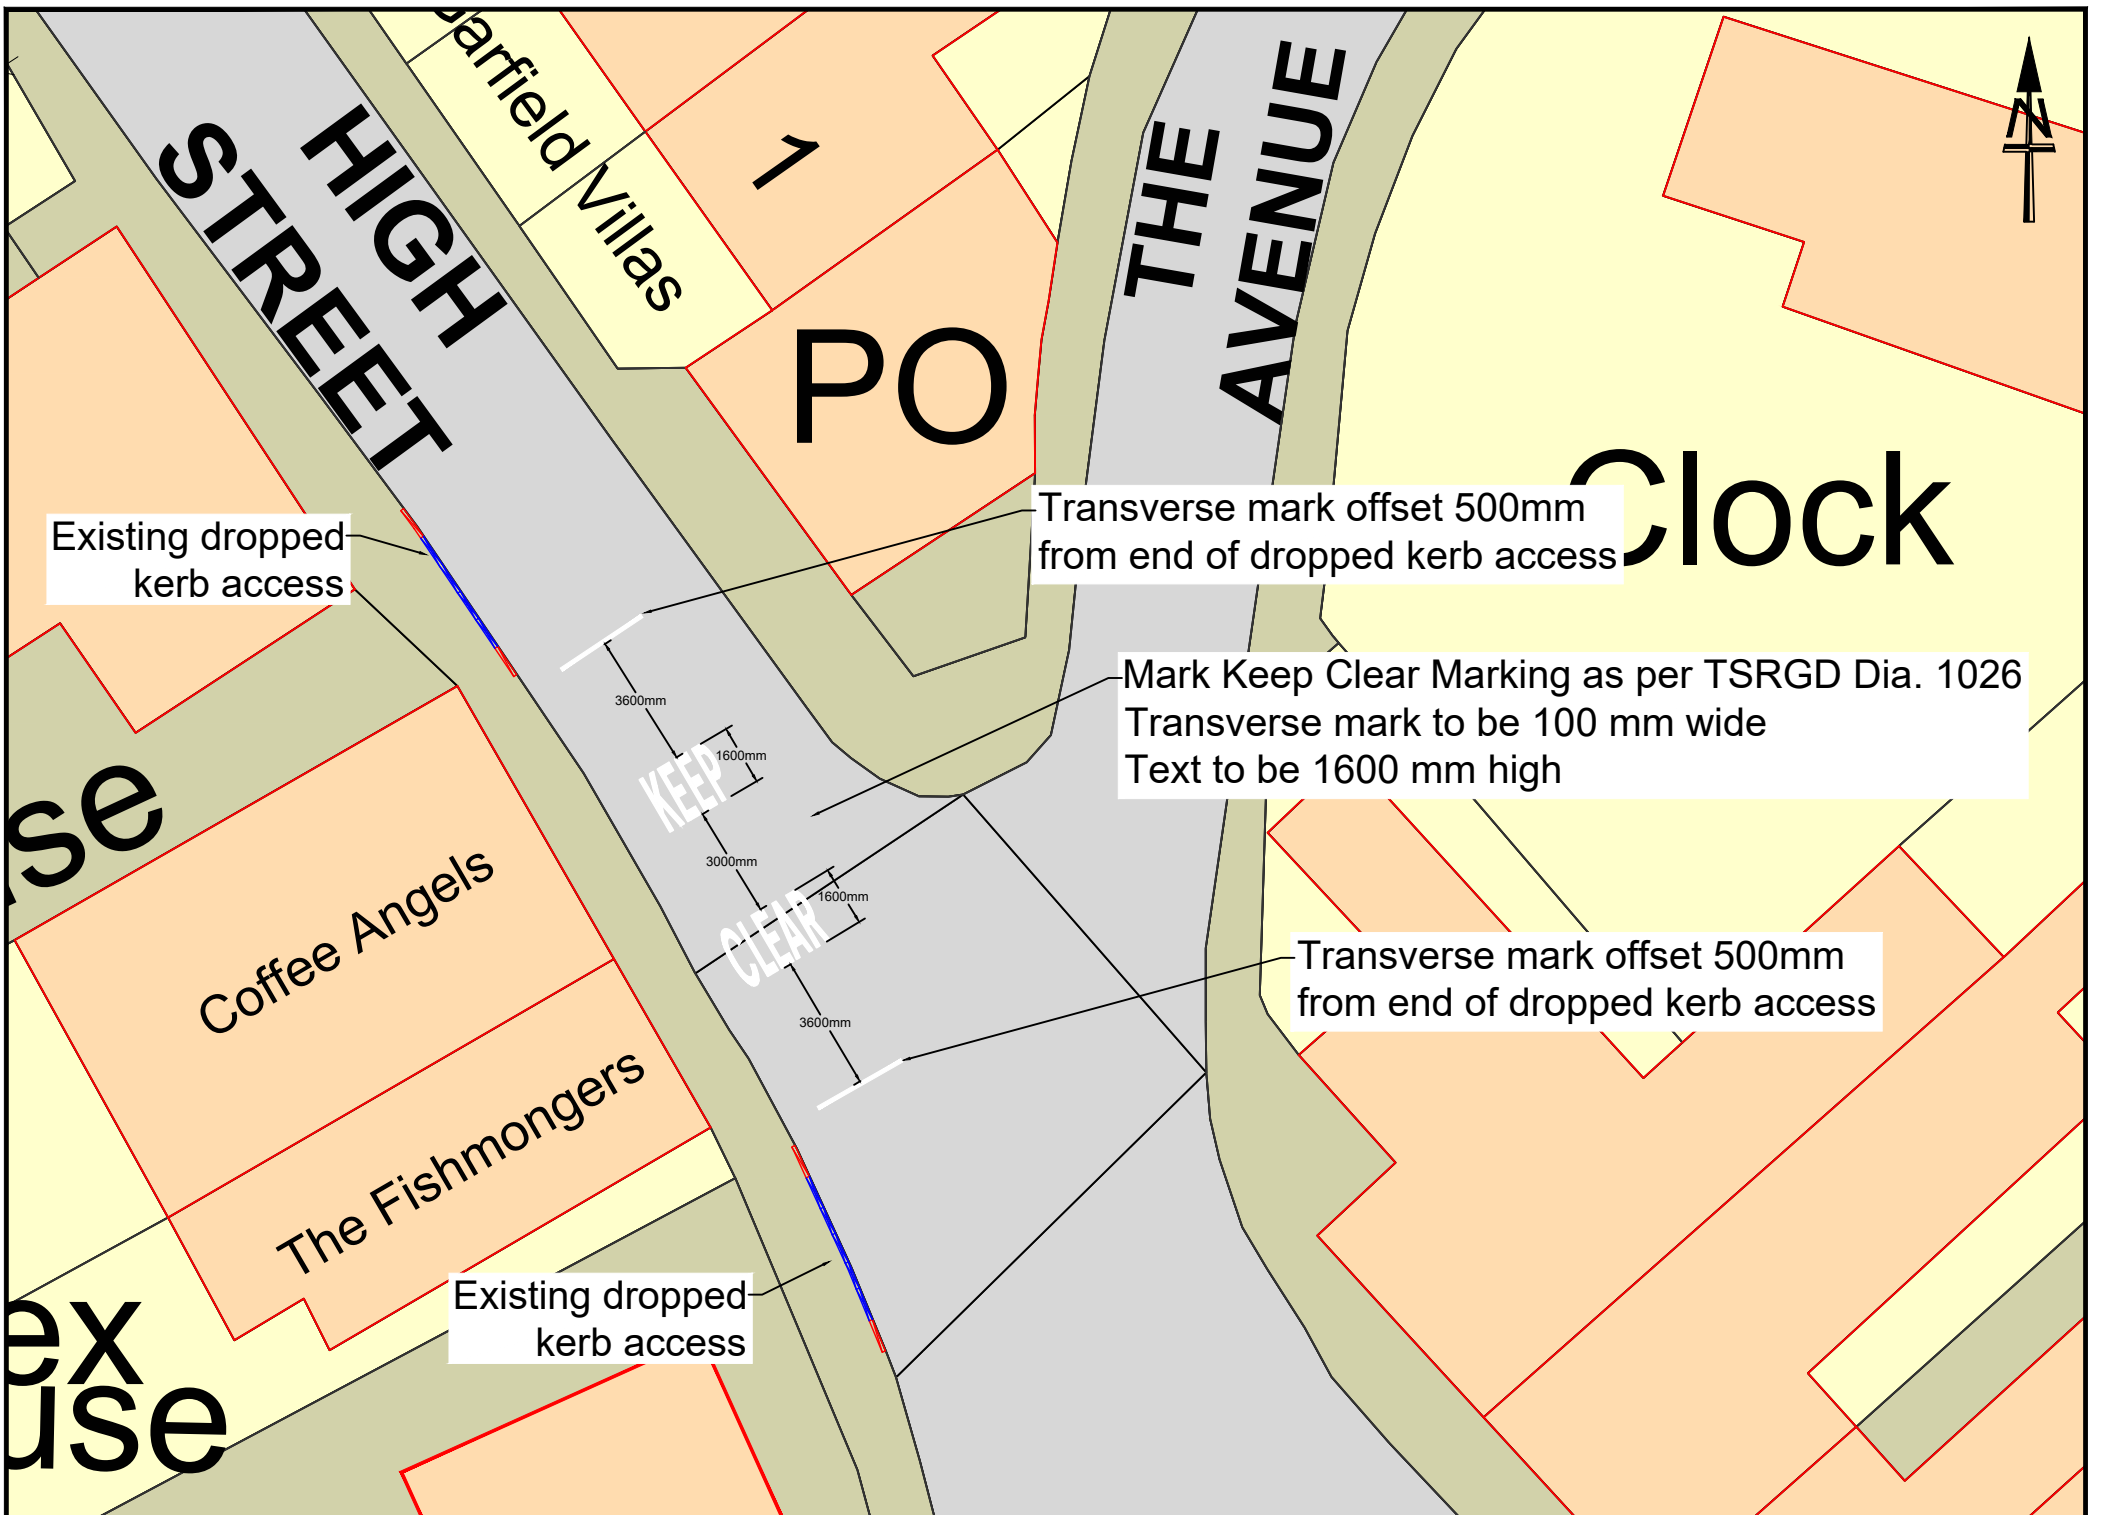 Garfield Villas
HIGH
STREET
1
THE
AVENUE
N
PO
Clock
Existing dropped
kerb access
Transverse mark offset 500mm
from end of dropped kerb access
3600mm
Mark Keep Clear Marking as per TSRGD Dia. 1026
Transverse mark to be 100 mm wide
Text to be 1600 mm high
KEEP
1600mm
3000mm
CLEAR
1600mm
3600mm
Transverse mark offset 500mm
from end of dropped kerb access
se
Coffee Angels
The Fishmongers
Existing dropped
kerb access
ex
use